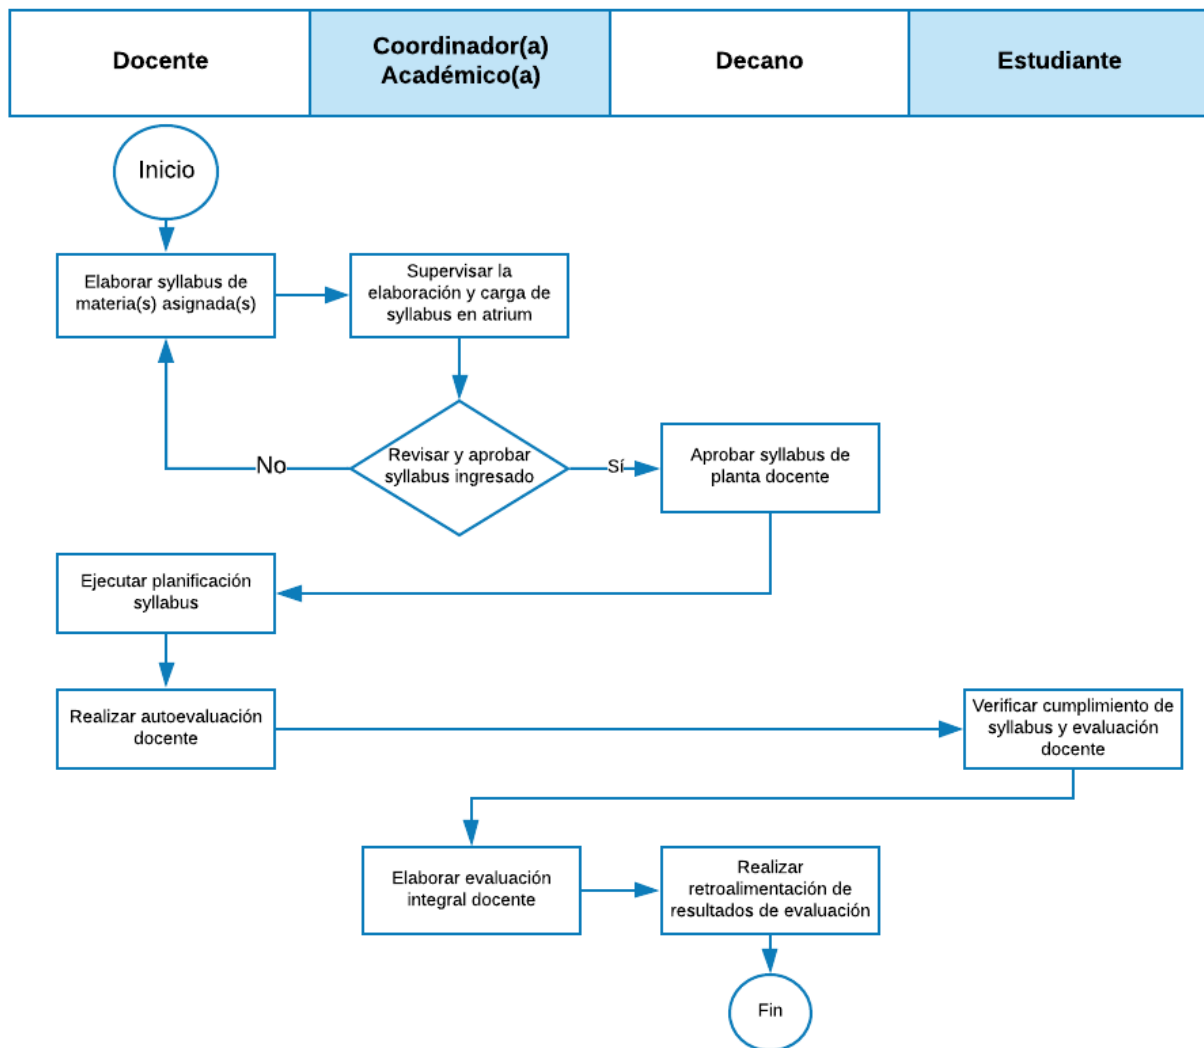 Docente
Coordinador(a)
Académico(a)
Decano
Estudiante
Inicio
Elaborar syllabus de
materia(s) asignada(s)
Supervisar la
elaboración y carga de
syllabus en atrium
No
Revisar y aprobar
syllabus ingresado
Sí
Aprobar syllabus de
planta docente
Ejecutar planificación
syllabus
Realizar autoevaluación
docente
Verificar cumplimiento de
syllabus y evaluación
docente
Elaborar evaluación
integral docente
Realizar
retroalimentación de
resultados de evaluación
Fin